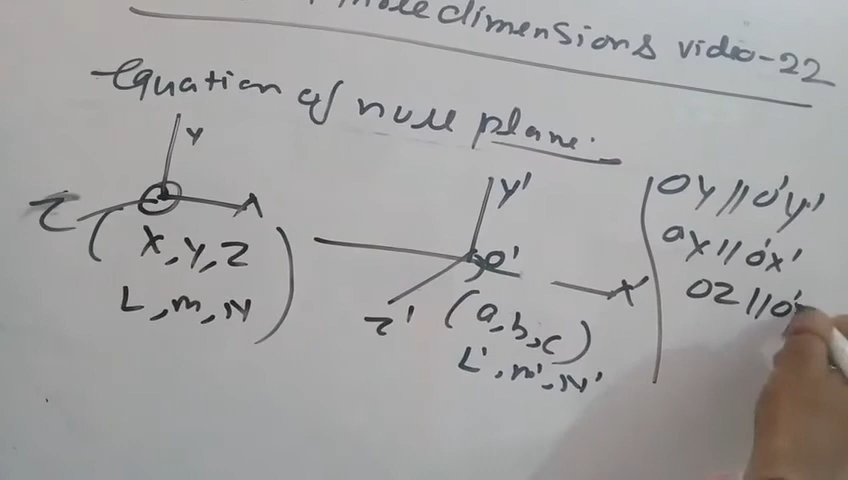 dimensions video-22
Equation of null plane.
Y
Z X
(X, Y, Z)
L, m, N
Y'
O'
Z' X'
(a, b, c)
L', m', N'
OY // O'Y'
OX // O'X'
OZ // O'